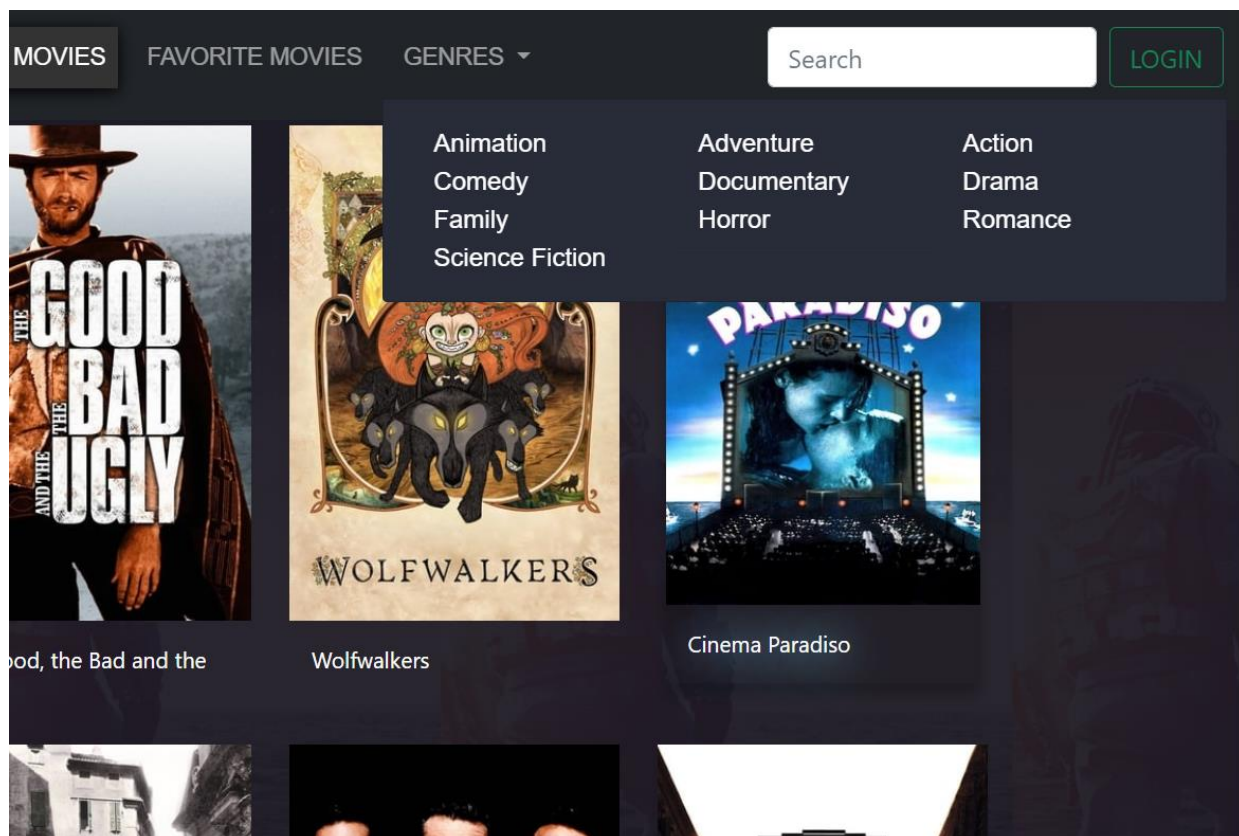 MOVIES FAVORITE MOVIES GENRES Search LOGIN
Animation Adventure Action
Comedy Documentary Drama
Family Horror Romance
Science Fiction
THE
GOOD
THE
BAD
AND THE
UGLY
WOLFWALKERS
PARADISO
the Bad and the
Wolfwalkers
Cinema Paradiso